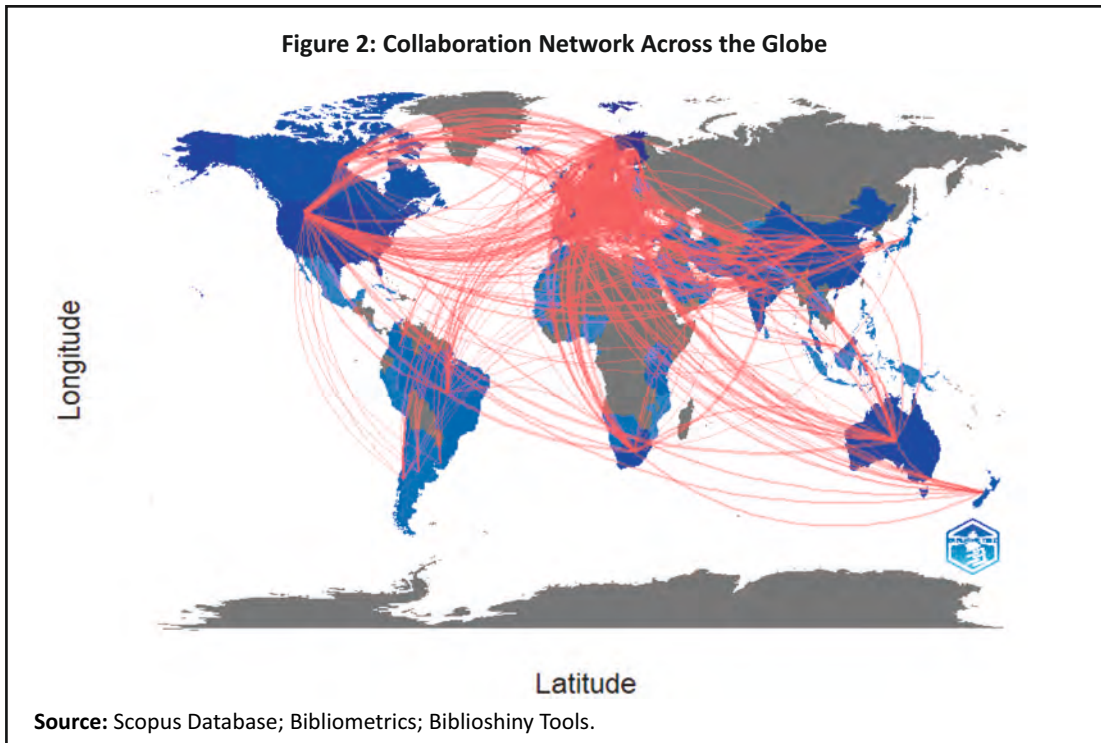 Figure 2: Collaboration Network Across the Globe
Longitude
Latitude
Source: Scopus Database; Bibliometrics; Biblioshiny Tools.